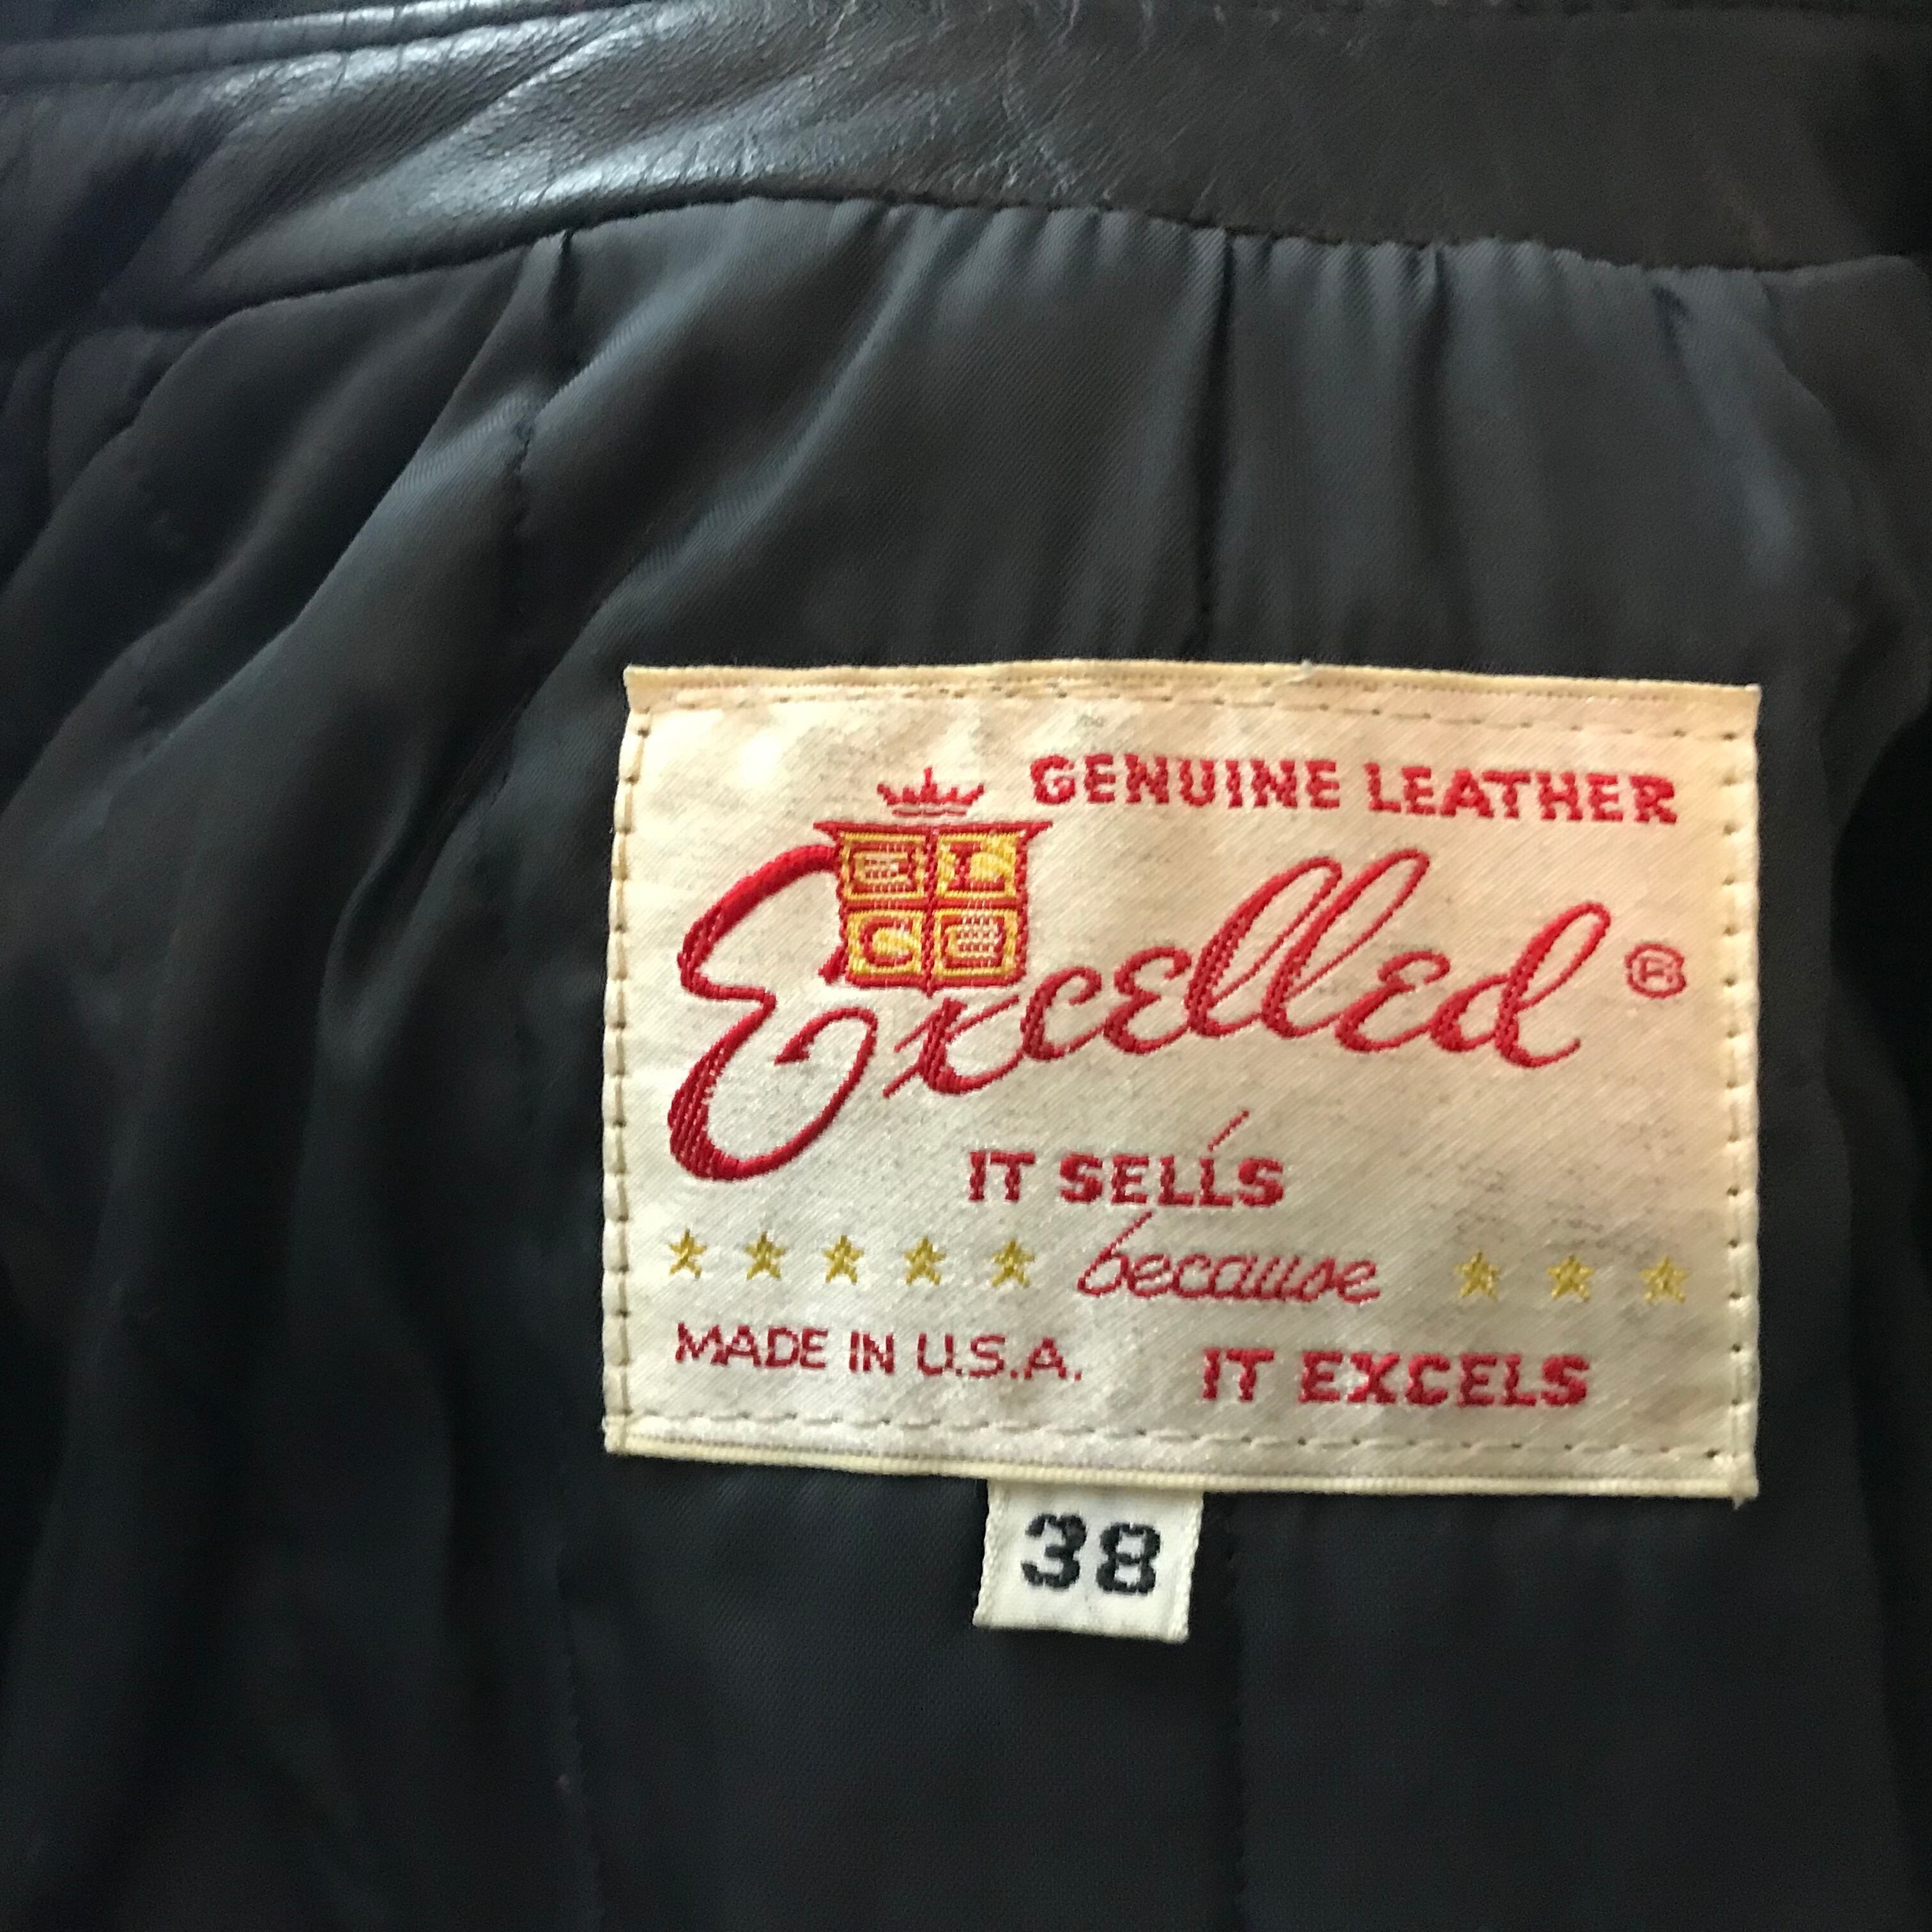 GENUINE LEATHER
E L
C O
Excelled ®
IT SELLS
because
MADE IN U.S.A.
IT EXCELS
38